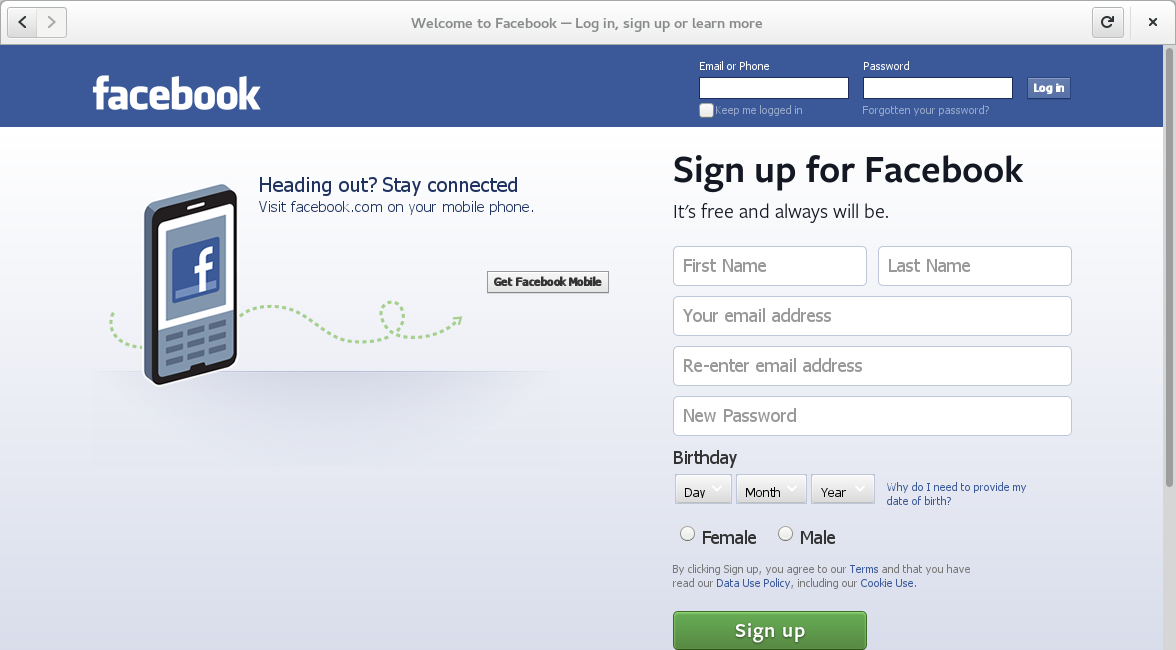 Welcome to Facebook — Log in, sign up or learn more
facebook
Email or Phone
Password
Log in
Keep me logged in
Forgotten your password?
Heading out? Stay connected
Visit facebook.com on your mobile phone.
f
Get Facebook Mobile
Sign up for Facebook
It's free and always will be.
First Name
Last Name
Your email address
Re-enter email address
New Password
Birthday
Day
Month
Year
Why do I need to provide my
date of birth?
Female
Male
By clicking Sign up, you agree to our Terms and that you have
read our Data Use Policy, including our Cookie Use.
Sign up